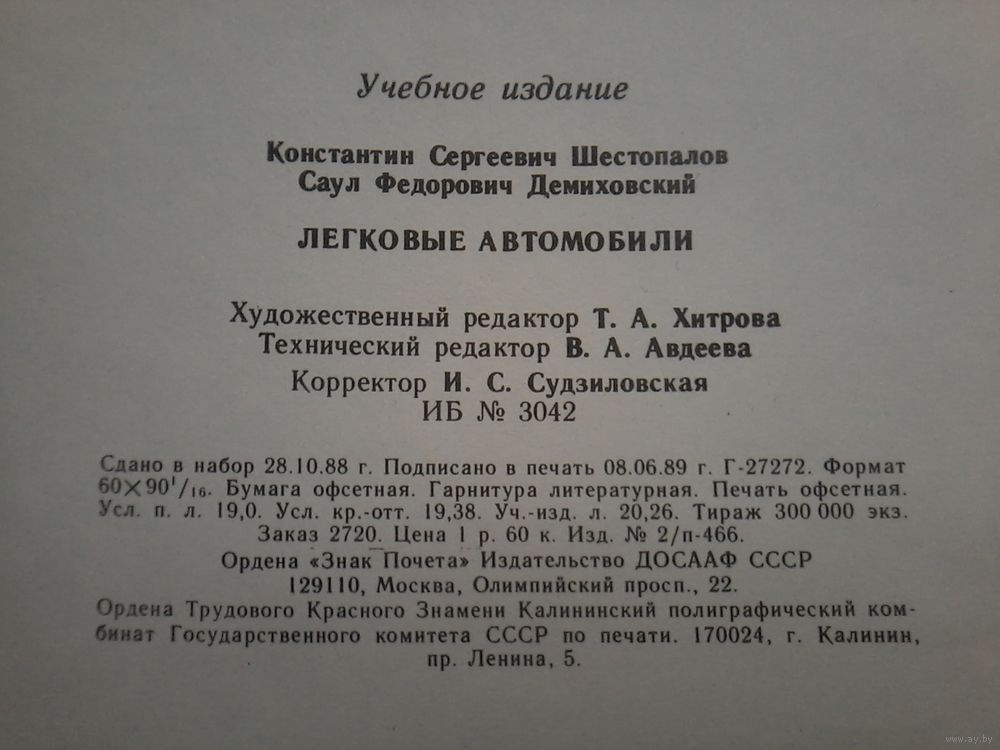 Учебное издание
Константин Сергеевич Шестопалов
Саул Федорович Демиховский
ЛЕГКОВЫЕ АВТОМОБИЛИ
Художественный редактор Т. А. Хитрова
Технический редактор В. А. Авдеева
Корректор И. С. Судзиловская
ИБ № 3042
Сдано в набор 28.10.88 г. Подписано в печать 08.06.89 г. Г-27272. Формат
60×90¹/₁₆. Бумага офсетная. Гарнитура литературная. Печать офсетная.
Усл. п. л. 19,0. Усл. кр.-отт. 19,38. Уч.-изд. л. 20,26. Тираж 300 000 экз.
Заказ 2720. Цена 1 р. 60 к. Изд. № 2/п-466.
Ордена «Знак Почета» Издательство ДОСААФ СССР
129110, Москва, Олимпийский просп., 22.
Ордена Трудового Красного Знамени Калининский полиграфический ком-
бинат Государственного комитета СССР по печати. 170024, г. Калинин,
пр. Ленина, 5.
www.ay.by